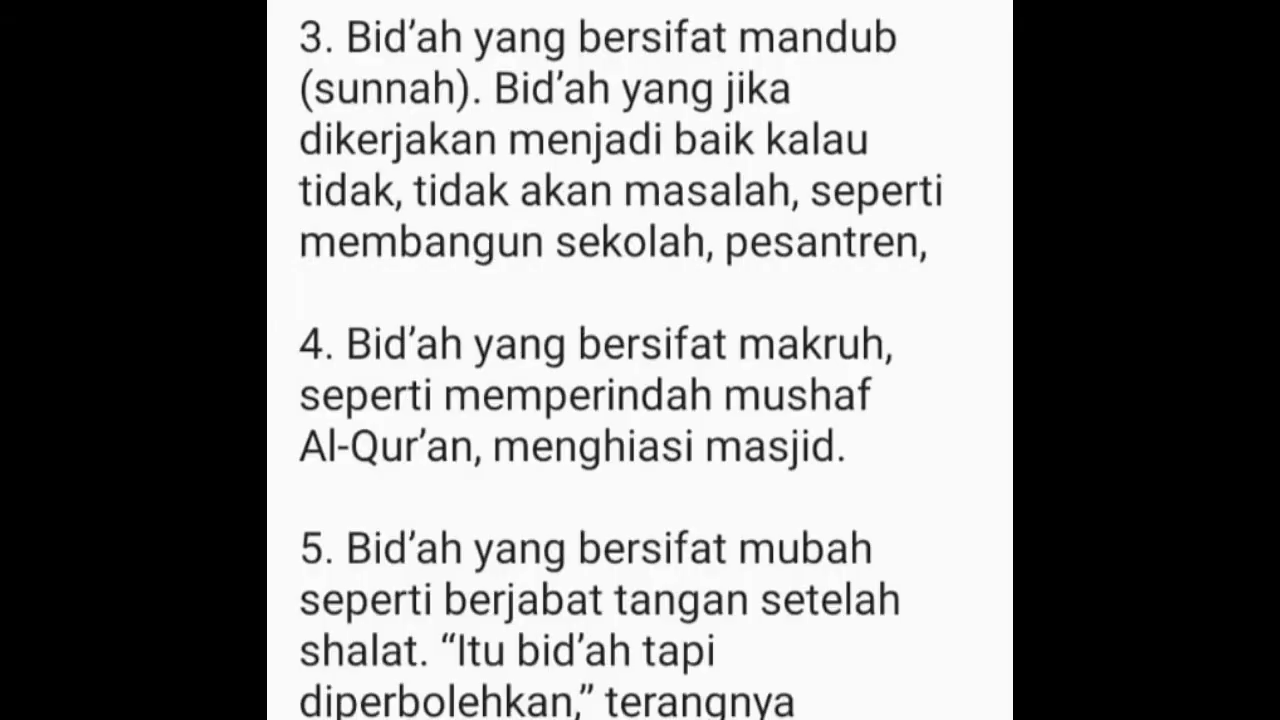 3. Bid’ah yang bersifat mandub
(sunnah). Bid’ah yang jika
dikerjakan menjadi baik kalau
tidak, tidak akan masalah, seperti
membangun sekolah, pesantren,
4. Bid’ah yang bersifat makruh,
seperti memperindah mushaf
Al-Qur’an, menghiasi masjid.
5. Bid’ah yang bersifat mubah
seperti berjabat tangan setelah
shalat. “Itu bid’ah tapi
diperbolehkan,” terangnya